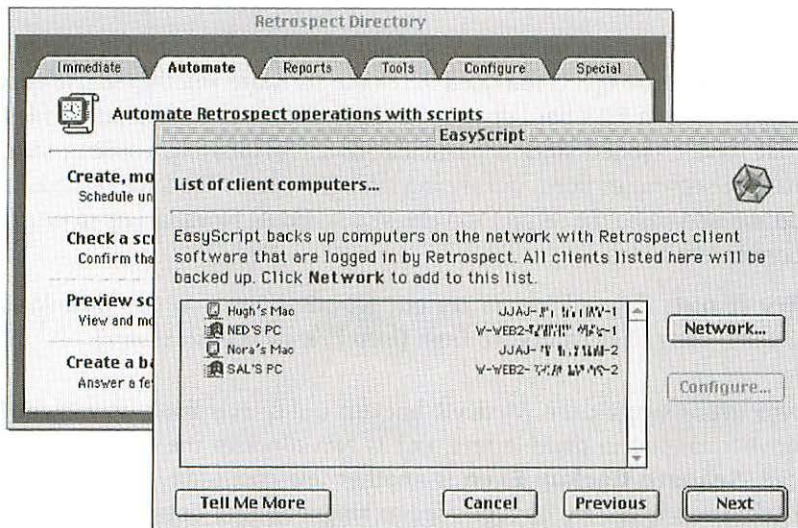 Retrospect Directory
Immediate Automate Reports Tools Configure Special
Automate Retrospect operations with scripts
EasyScript
Create, mo
Schedule un
Check a scr
Confirm tha
Preview sc
View and mo
Create a ba
Answer a fe
List of client computers...
EasyScript backs up computers on the network with Retrospect client
software that are logged in by Retrospect. All clients listed here will be
backed up. Click Network to add to this list.
Hugh's Mac JJAJ-
NED'S PC W-WEB2-
Nora's Mac JJAJ-
SAL'S PC W-WEB2-
Network...
Configure...
Tell Me More Cancel Previous Next